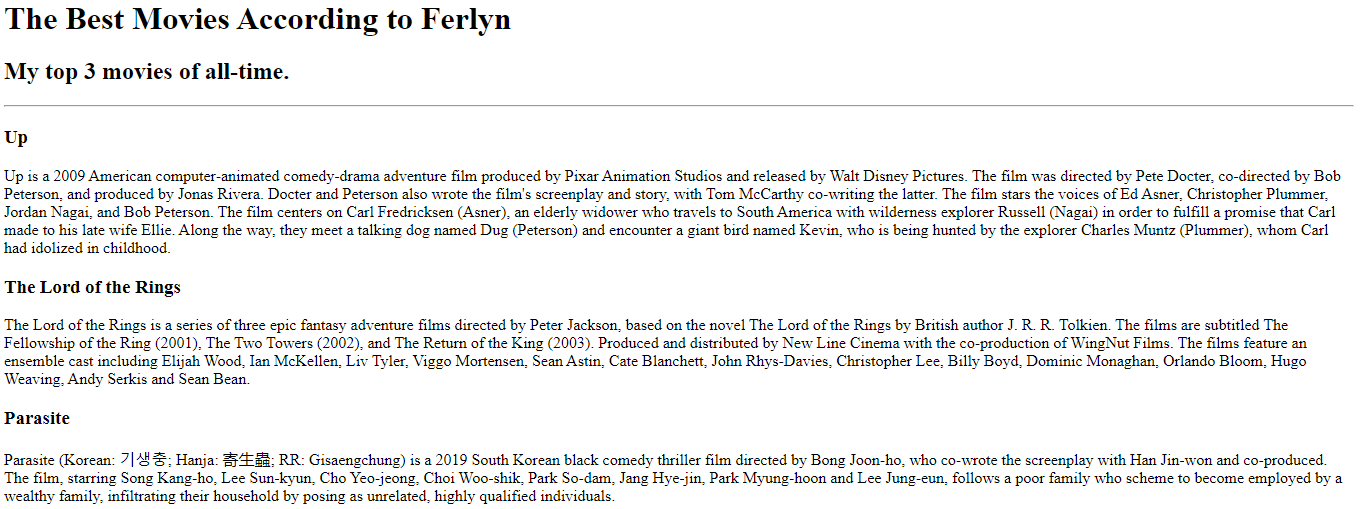 The Best Movies According to Ferlyn
My top 3 movies of all-time.
Up
Up is a 2009 American computer-animated comedy-drama adventure film produced by Pixar Animation Studios and released by Walt Disney Pictures. The film was directed by Pete Docter, co-directed by Bob
Peterson, and produced by Jonas Rivera. Docter and Peterson also wrote the film's screenplay and story, with Tom McCarthy co-writing the latter. The film stars the voices of Ed Asner, Christopher Plummer,
Jordan Nagai, and Bob Peterson. The film centers on Carl Fredricksen (Asner), an elderly widower who travels to South America with wilderness explorer Russell (Nagai) in order to fulfill a promise that Carl
made to his late wife Ellie. Along the way, they meet a talking dog named Dug (Peterson) and encounter a giant bird named Kevin, who is being hunted by the explorer Charles Muntz (Plummer), whom Carl
had idolized in childhood.
The Lord of the Rings
The Lord of the Rings is a series of three epic fantasy adventure films directed by Peter Jackson, based on the novel The Lord of the Rings by British author J. R. R. Tolkien. The films are subtitled The
Fellowship of the Ring (2001), The Two Towers (2002), and The Return of the King (2003). Produced and distributed by New Line Cinema with the co-production of WingNut Films. The films feature an
ensemble cast including Elijah Wood, Ian McKellen, Liv Tyler, Viggo Mortensen, Sean Astin, Cate Blanchett, John Rhys-Davies, Christopher Lee, Billy Boyd, Dominic Monaghan, Orlando Bloom, Hugo
Weaving, Andy Serkis and Sean Bean.
Parasite
Parasite (Korean: 기생충; Hanja: 寄生蟲; RR: Gisaengchung) is a 2019 South Korean black comedy thriller film directed by Bong Joon-ho, who co-wrote the screenplay with Han Jin-won and co-produced.
The film, starring Song Kang-ho, Lee Sun-kyun, Cho Yeo-jeong, Choi Woo-shik, Park So-dam, Jang Hye-jin, Park Myung-hoon and Lee Jung-eun, follows a poor family who scheme to become employed by a
wealthy family, infiltrating their household by posing as unrelated, highly qualified individuals.